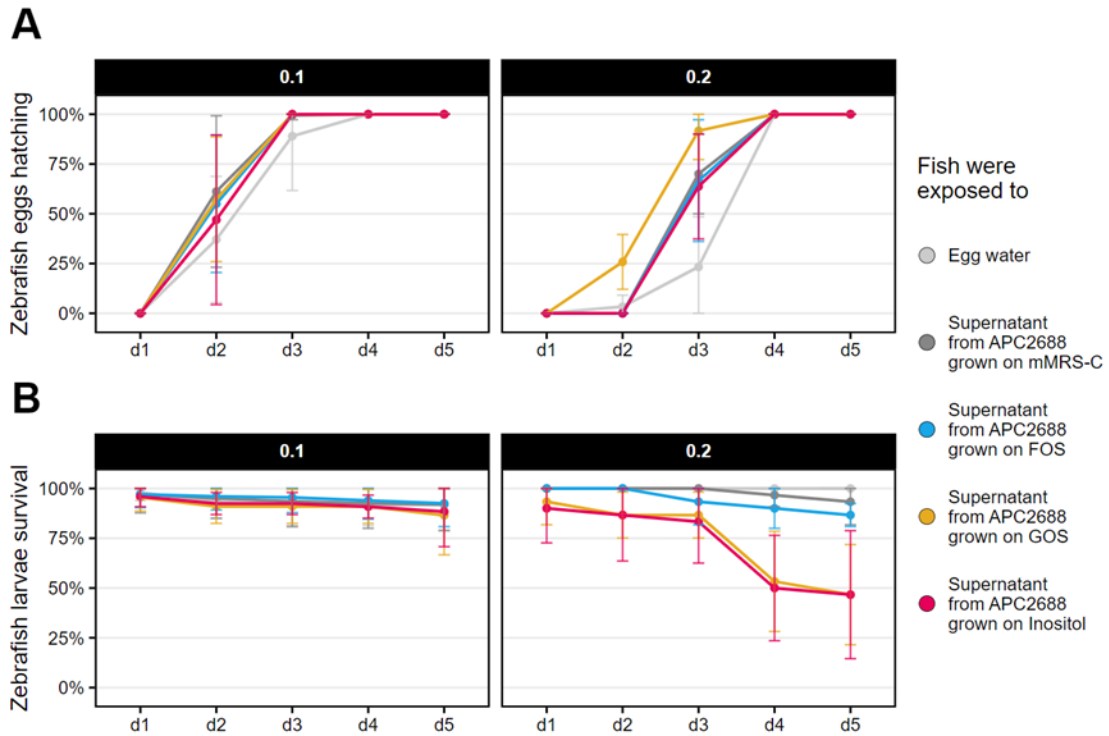 A
0.1
0.2
Zebrafish eggs hatching
100%
75%
50%
25%
0%
d1 d2 d3 d4 d5
d1 d2 d3 d4 d5
B
0.1
0.2
Zebrafish larvae survival
100%
75%
50%
25%
0%
d1 d2 d3 d4 d5
d1 d2 d3 d4 d5
Fish were
exposed to
Egg water
Supernatant
from APC2688
grown on mMRS-C
Supernatant
from APC2688
grown on FOS
Supernatant
from APC2688
grown on GOS
Supernatant
from APC2688
grown on Inositol